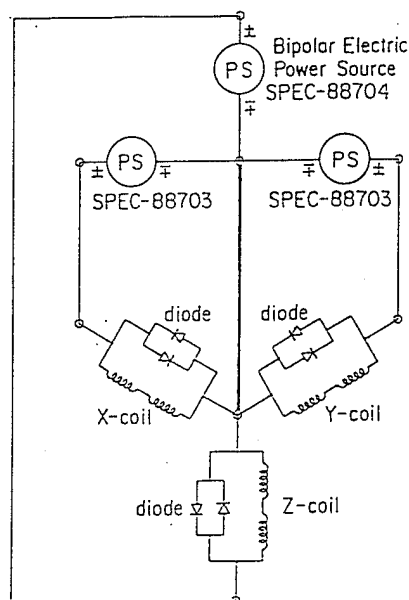 ±
Bipolar Electric
PS
Power Source
SPEC-88704
∓
PS
PS
±
∓
∓
±
SPEC-88703
SPEC-88703
diode
diode
X-coil
Y-coil
diode
Z-coil